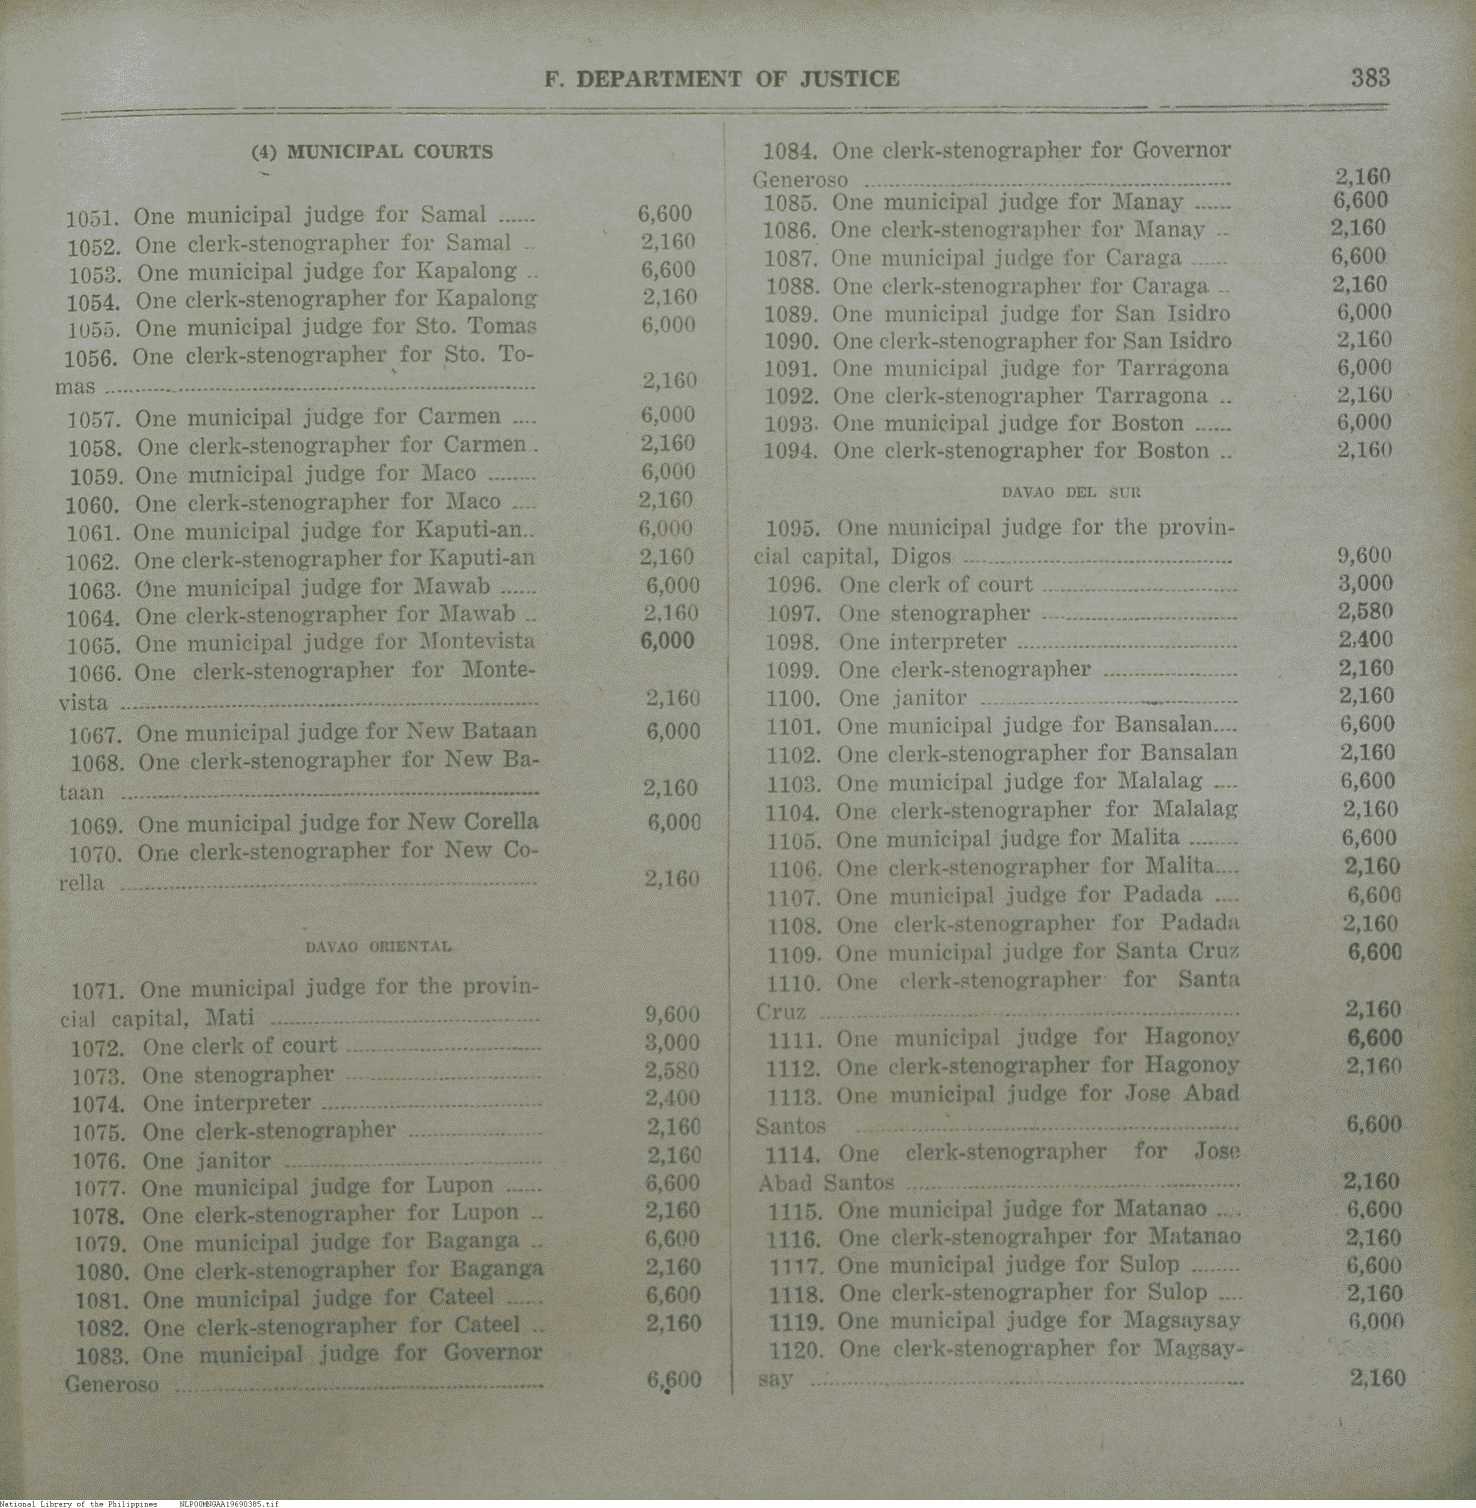 F. DEPARTMENT OF JUSTICE 383
(4) MUNICIPAL COURTS
1051. One municipal judge for Samal ...... 6,600
1052. One clerk-stenographer for Samal .. 2,160
1053. One municipal judge for Kapalong .. 6,600
1054. One clerk-stenographer for Kapalong 2,160
1055. One municipal judge for Sto. Tomas 6,000
1056. One clerk-stenographer for Sto. To-
mas ........ 2,160
1057. One municipal judge for Carmen .... 6,000
1058. One clerk-stenographer for Carmen.. 2,160
1059. One municipal judge for Maco ........ 6,000
1060. One clerk-stenographer for Maco .... 2,160
1061. One municipal judge for Kaputi-an.. 6,000
1062. One clerk-stenographer for Kaputi-an 2,160
1063. One municipal judge for Mawab ...... 6,000
1064. One clerk-stenographer for Mawab .. 2,160
1065. One municipal judge for Montevista 6,000
1066. One clerk-stenographer for Monte-
vista ........ 2,160
1067. One municipal judge for New Bataan 6,000
1068. One clerk-stenographer for New Ba-
taan ........ 2,160
1069. One municipal judge for New Corella 6,000
1070. One clerk-stenographer for New Co-
rella ........ 2,160
DAVAO ORIENTAL
1071. One municipal judge for the provin-
cial capital, Mati ........ 9,600
1072. One clerk of court ........ 3,000
1073. One stenographer ........ 2,580
1074. One interpreter ........ 2,400
1075. One clerk-stenographer ........ 2,160
1076. One janitor ........ 2,160
1077. One municipal judge for Lupon ...... 6,600
1078. One clerk-stenographer for Lupon .. 2,160
1079. One municipal judge for Baganga .. 6,600
1080. One clerk-stenographer for Baganga 2,160
1081. One municipal judge for Cateel ...... 6,600
1082. One clerk-stenographer for Cateel .. 2,160
1083. One municipal judge for Governor
Generoso ........ 6,600
1084. One clerk-stenographer for Governor
Generoso ........ 2,160
1085. One municipal judge for Manay ...... 6,600
1086. One clerk-stenographer for Manay .. 2,160
1087. One municipal judge for Caraga ...... 6,600
1088. One clerk-stenographer for Caraga .. 2,160
1089. One municipal judge for San Isidro 6,000
1090. One clerk-stenographer for San Isidro 2,160
1091. One municipal judge for Tarragona 6,000
1092. One clerk-stenographer Tarragona .. 2,160
1093. One municipal judge for Boston ...... 6,000
1094. One clerk-stenographer for Boston .. 2,160
DAVAO DEL SUR
1095. One municipal judge for the provin-
cial capital, Digos ........ 9,600
1096. One clerk of court ........ 3,000
1097. One stenographer ........ 2,580
1098. One interpreter ........ 2,400
1099. One clerk-stenographer ........ 2,160
1100. One janitor ........ 2,160
1101. One municipal judge for Bansalan.... 6,600
1102. One clerk-stenographer for Bansalan 2,160
1103. One municipal judge for Malalag .... 6,600
1104. One clerk-stenographer for Malalag 2,160
1105. One municipal judge for Malita ........ 6,600
1106. One clerk-stenographer for Malita.... 2,160
1107. One municipal judge for Padada .... 6,600
1108. One clerk-stenographer for Padada 2,160
1109. One municipal judge for Santa Cruz 6,600
1110. One clerk-stenographer for Santa
Cruz ........ 2,160
1111. One municipal judge for Hagonoy 6,600
1112. One clerk-stenographer for Hagonoy 2,160
1113. One municipal judge for Jose Abad
Santos ........ 6,600
1114. One clerk-stenographer for Jose
Abad Santos ........ 2,160
1115. One municipal judge for Matanao .... 6,600
1116. One clerk-stenograhper for Matanao 2,160
1117. One municipal judge for Sulop ........ 6,600
1118. One clerk-stenographer for Sulop .... 2,160
1119. One municipal judge for Magsaysay 6,000
1120. One clerk-stenographer for Magsay-
say ........ 2,160
National Library of the Philippines NLP00MNGAA19690385.tif